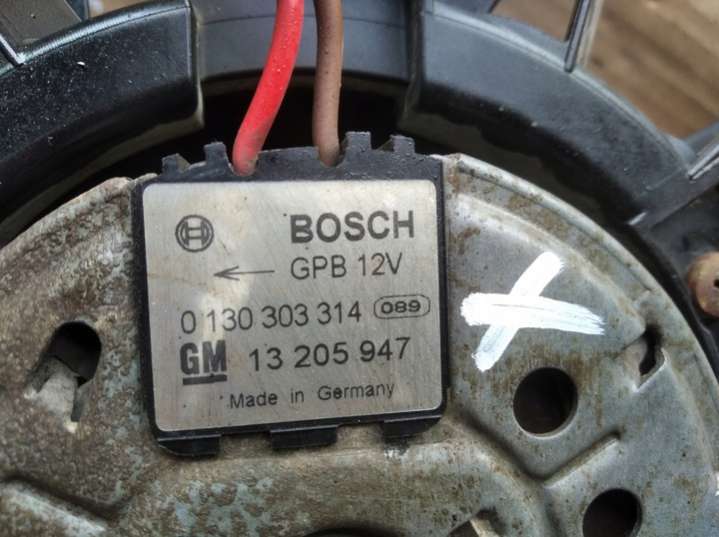 BOSCH
GPB 12V
0 130 303 314 089
GM 13 205 947
Made in Germany